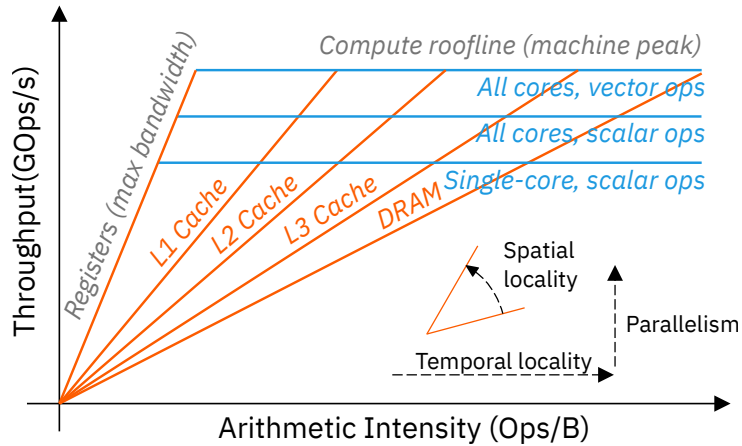 Throughput(GOps/s)
Registers (max bandwidth)
Compute roofline (machine peak)
All cores, vector ops
All cores, scalar ops
Single-core, scalar ops
L1 Cache
L2 Cache
L3 Cache
DRAM
Spatial
locality
Parallelism
Temporal locality
Arithmetic Intensity (Ops/B)